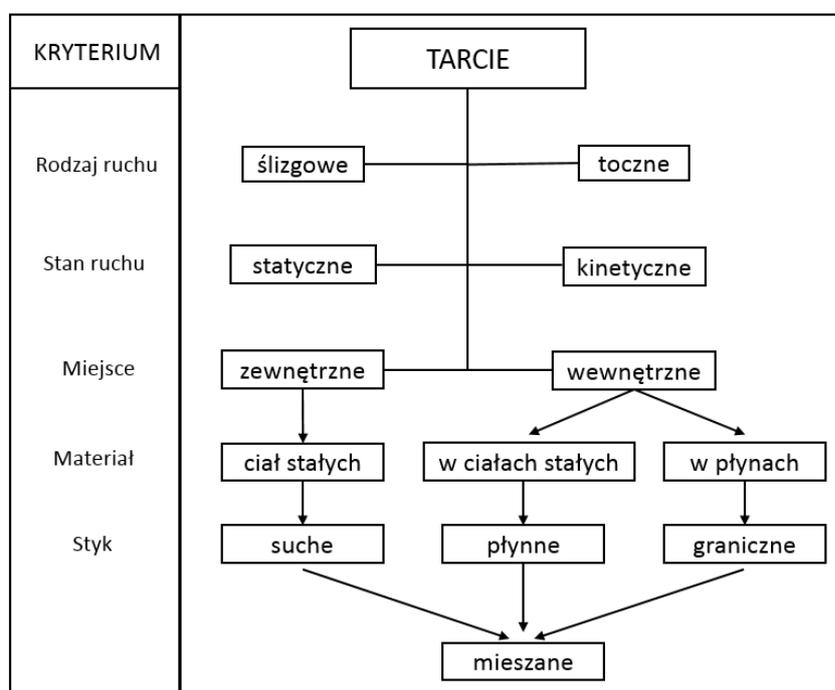 KRYTERIUM
TARCIE
Rodzaj ruchu
ślizgowe
toczne
Stan ruchu
statyczne
kinetyczne
Miejsce
zewnętrzne
wewnętrzne
Materiał
ciał stałych
w ciałach stałych
w płynach
Styk
suche
płynne
graniczne
mieszane